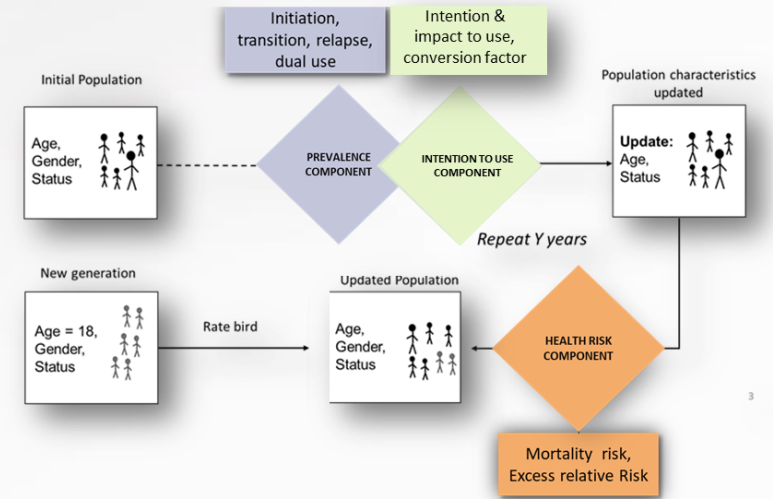 Initiation,
transition, relapse,
dual use
Intention &
impact to use,
conversion factor
Initial Population
Population characteristics
updated
Age,
Gender,
Status
PREVALENCE
COMPONENT
INTENTION TO USE
COMPONENT
Update:
Age,
Status
Repeat Y years
New generation
Updated Population
Age = 18,
Gender,
Status
Rate bird
Age,
Gender,
Status
HEALTH RISK
COMPONENT
3
Mortality risk,
Excess relative Risk